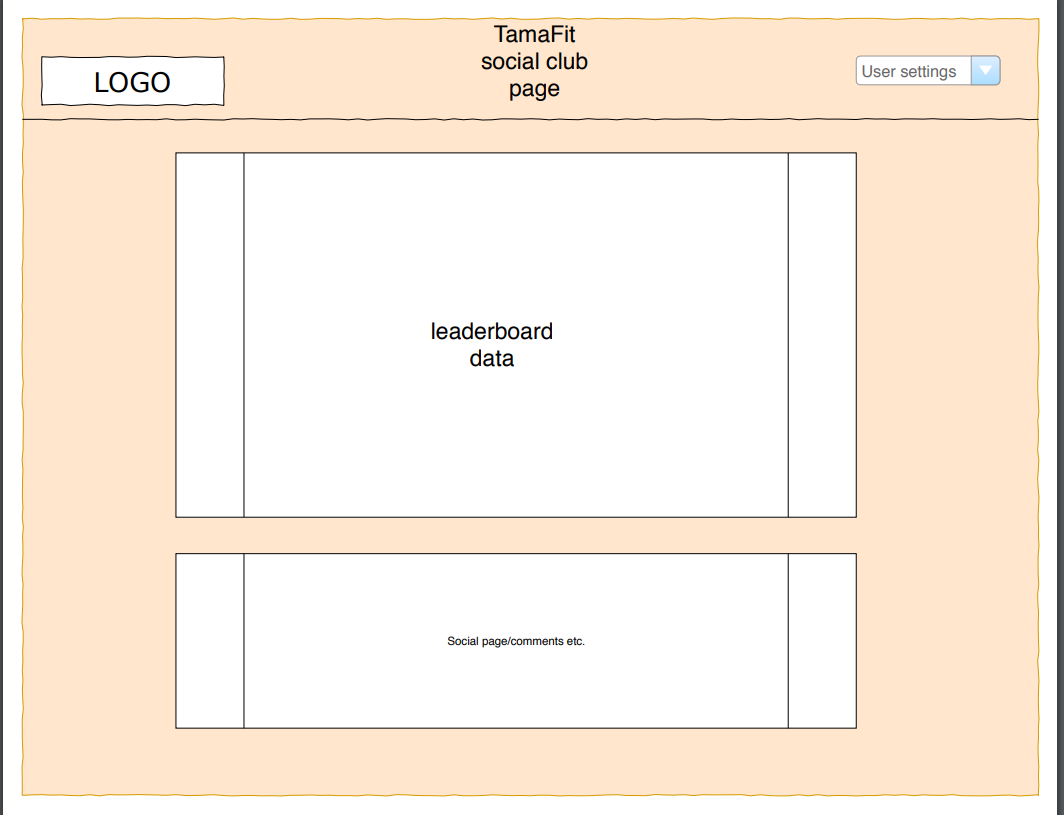 TamaFit
social club
page
LOGO
User settings
leaderboard
data
Social page/comments etc.